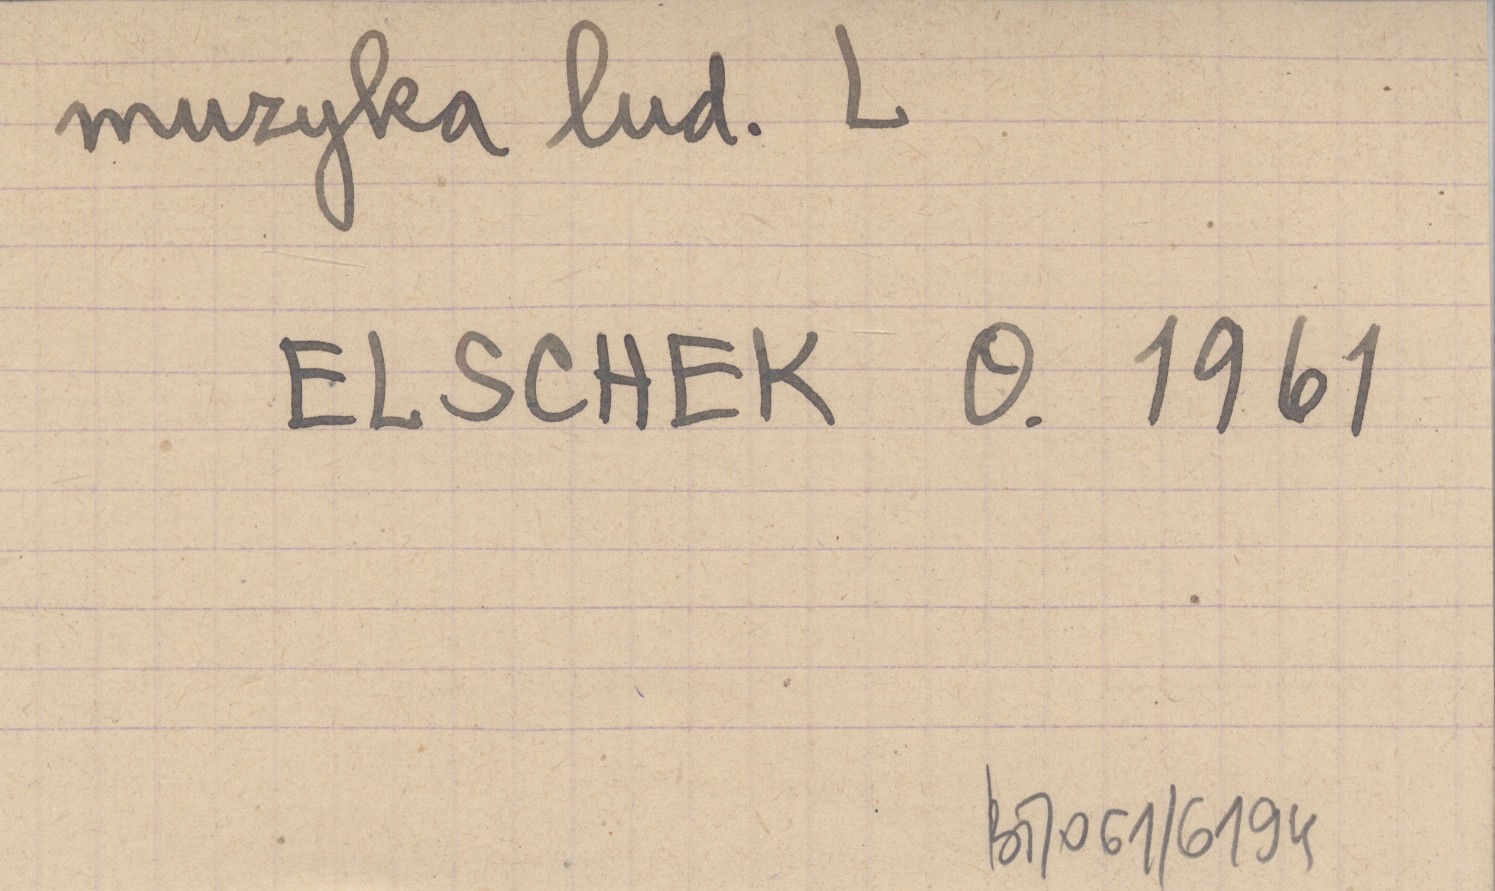 muzyka lud. L
ELSCHEK O. 1961
061/6194